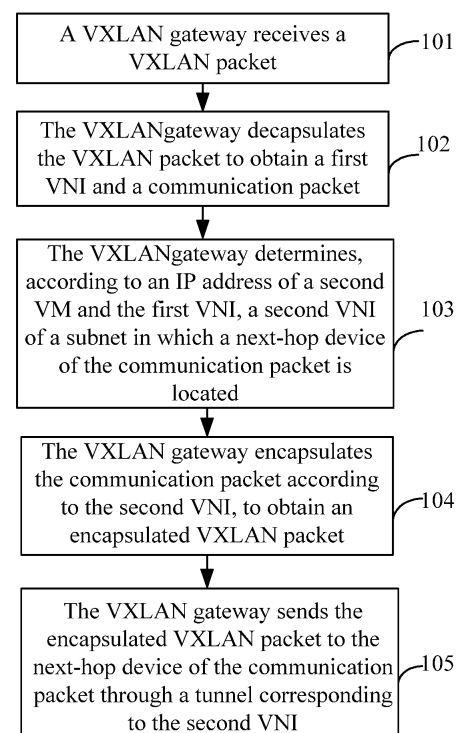 A VXLAN gateway receives a
VXLAN packet
101
The VXLANgateway decapsulates
the VXLAN packet to obtain a first
VNI and a communication packet
102
The VXLANgateway determines,
according to an IP address of a second
VM and the first VNI, a second VNI
of a subnet in which a next-hop device
of the communication packet is
located
103
The VXLAN gateway encapsulates
the communication packet according
to the second VNI, to obtain an
encapsulated VXLAN packet
104
The VXLAN gateway sends the
encapsulated VXLAN packet to the
next-hop device of the communication
packet through a tunnel corresponding
to the second VNI
105